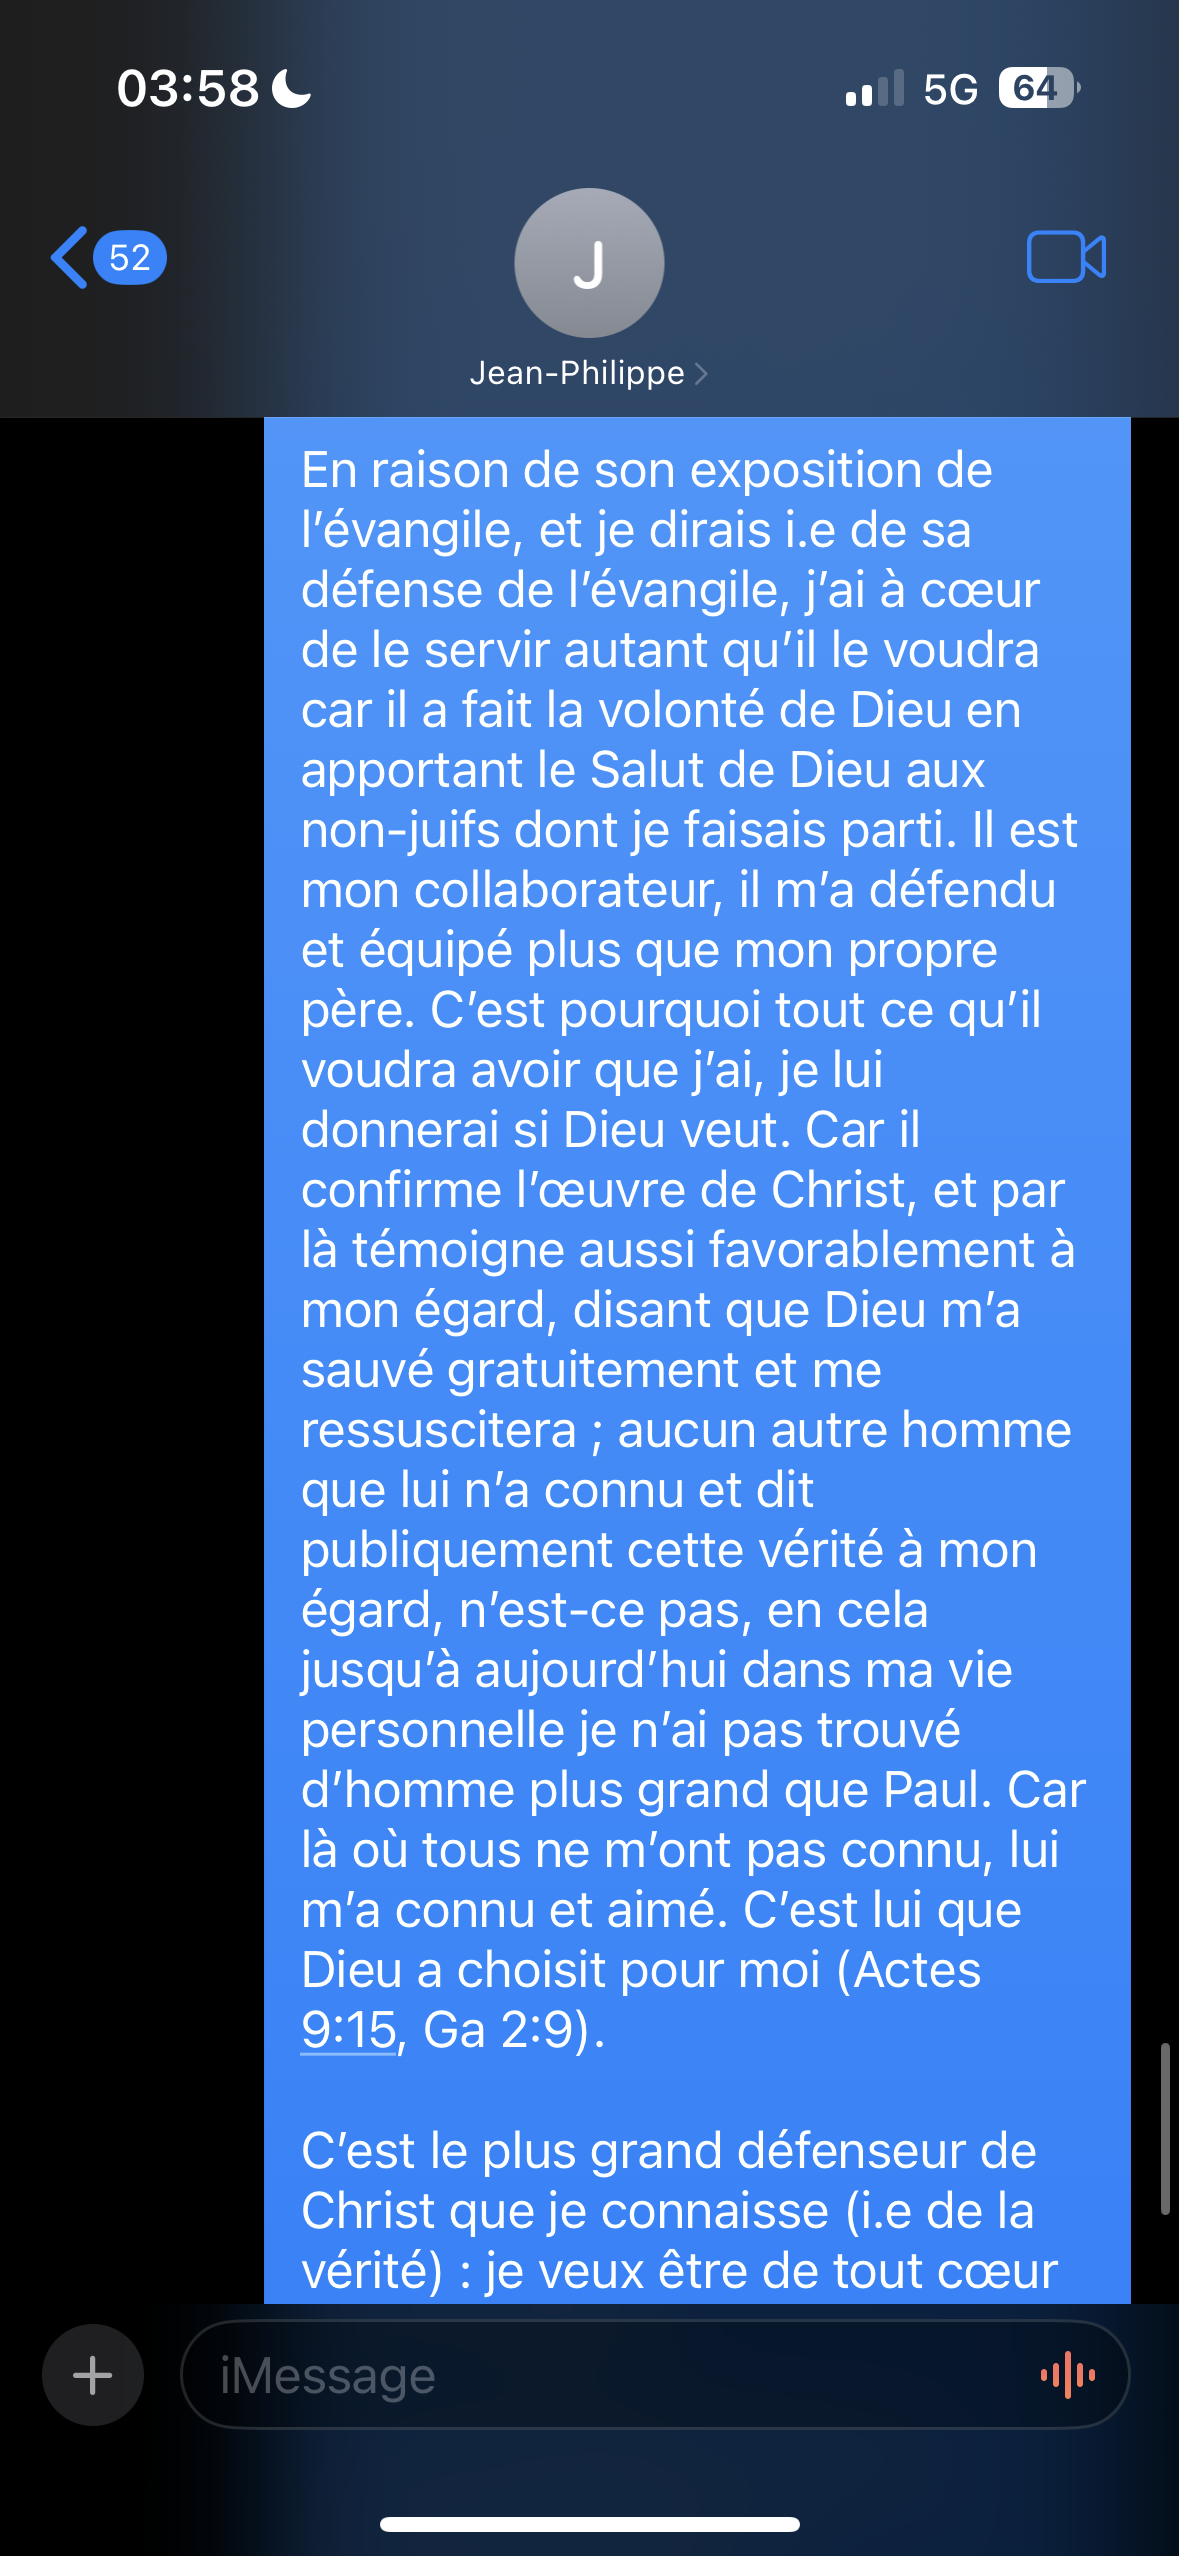 03:58
5G
64
52
J
Jean-Philippe
En raison de son exposition de
l’évangile, et je dirais i.e de sa
défense de l’évangile, j’ai à cœur
de le servir autant qu’il le voudra
car il a fait la volonté de Dieu en
apportant le Salut de Dieu aux
non-juifs dont je faisais parti. Il est
mon collaborateur, il m’a défendu
et équipé plus que mon propre
père. C’est pourquoi tout ce qu’il
voudra avoir que j’ai, je lui
donnerai si Dieu veut. Car il
confirme l’œuvre de Christ, et par
là témoigne aussi favorablement à
mon égard, disant que Dieu m’a
sauvé gratuitement et me
ressuscitera ; aucun autre homme
que lui n’a connu et dit
publiquement cette vérité à mon
égard, n’est-ce pas, en cela
jusqu’à aujourd’hui dans ma vie
personnelle je n’ai pas trouvé
d’homme plus grand que Paul. Car
là où tous ne m’ont pas connu, lui
m’a connu et aimé. C’est lui que
Dieu a choisit pour moi (Actes
9:15, Ga 2:9).
C’est le plus grand défenseur de
Christ que je connaisse (i.e de la
vérité) : je veux être de tout cœur
iMessage